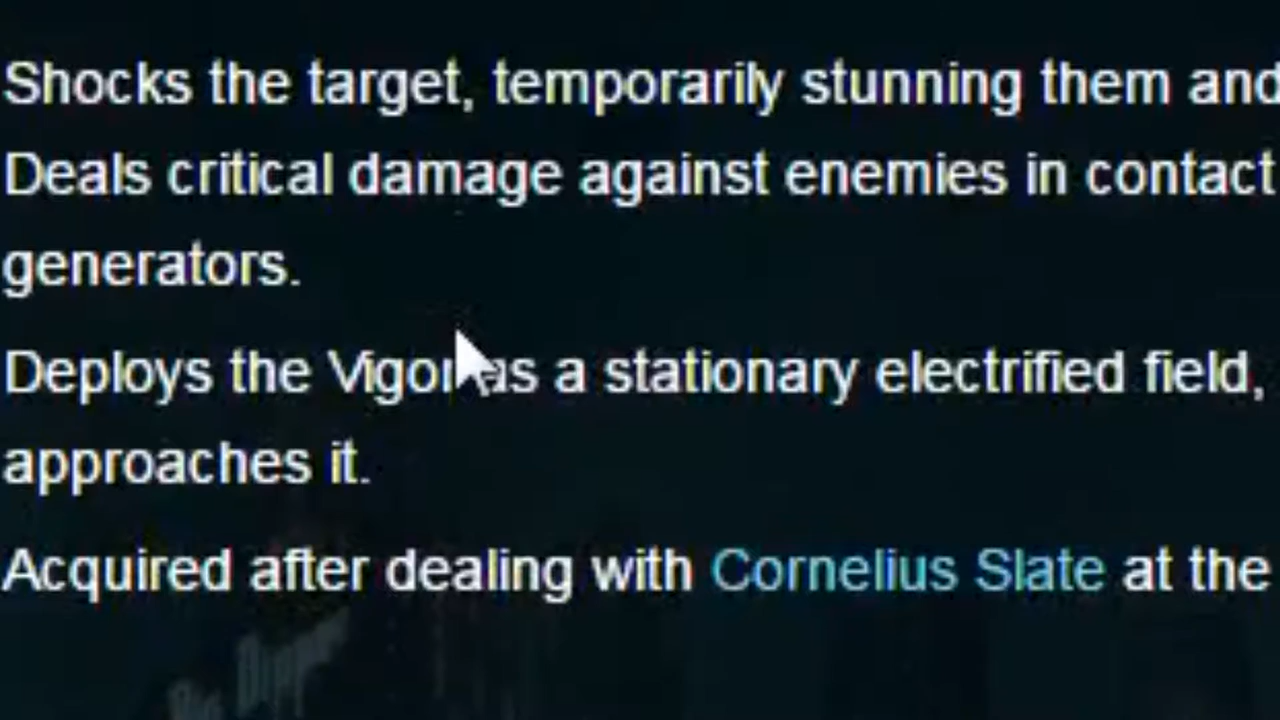 Shocks the target, temporarily stunning them and
Deals critical damage against enemies in contact
generators.
Deploys the Vigor as a stationary electrified field,
approaches it.
Acquired after dealing with Cornelius Slate at the